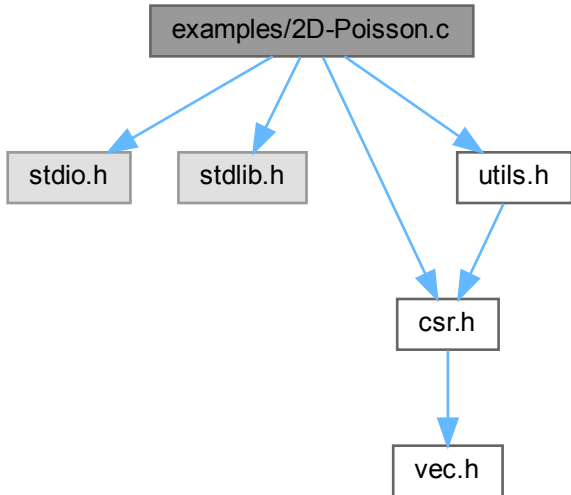 examples/2D-Poisson.c
stdio.h
stdlib.h
utils.h
csr.h
vec.h